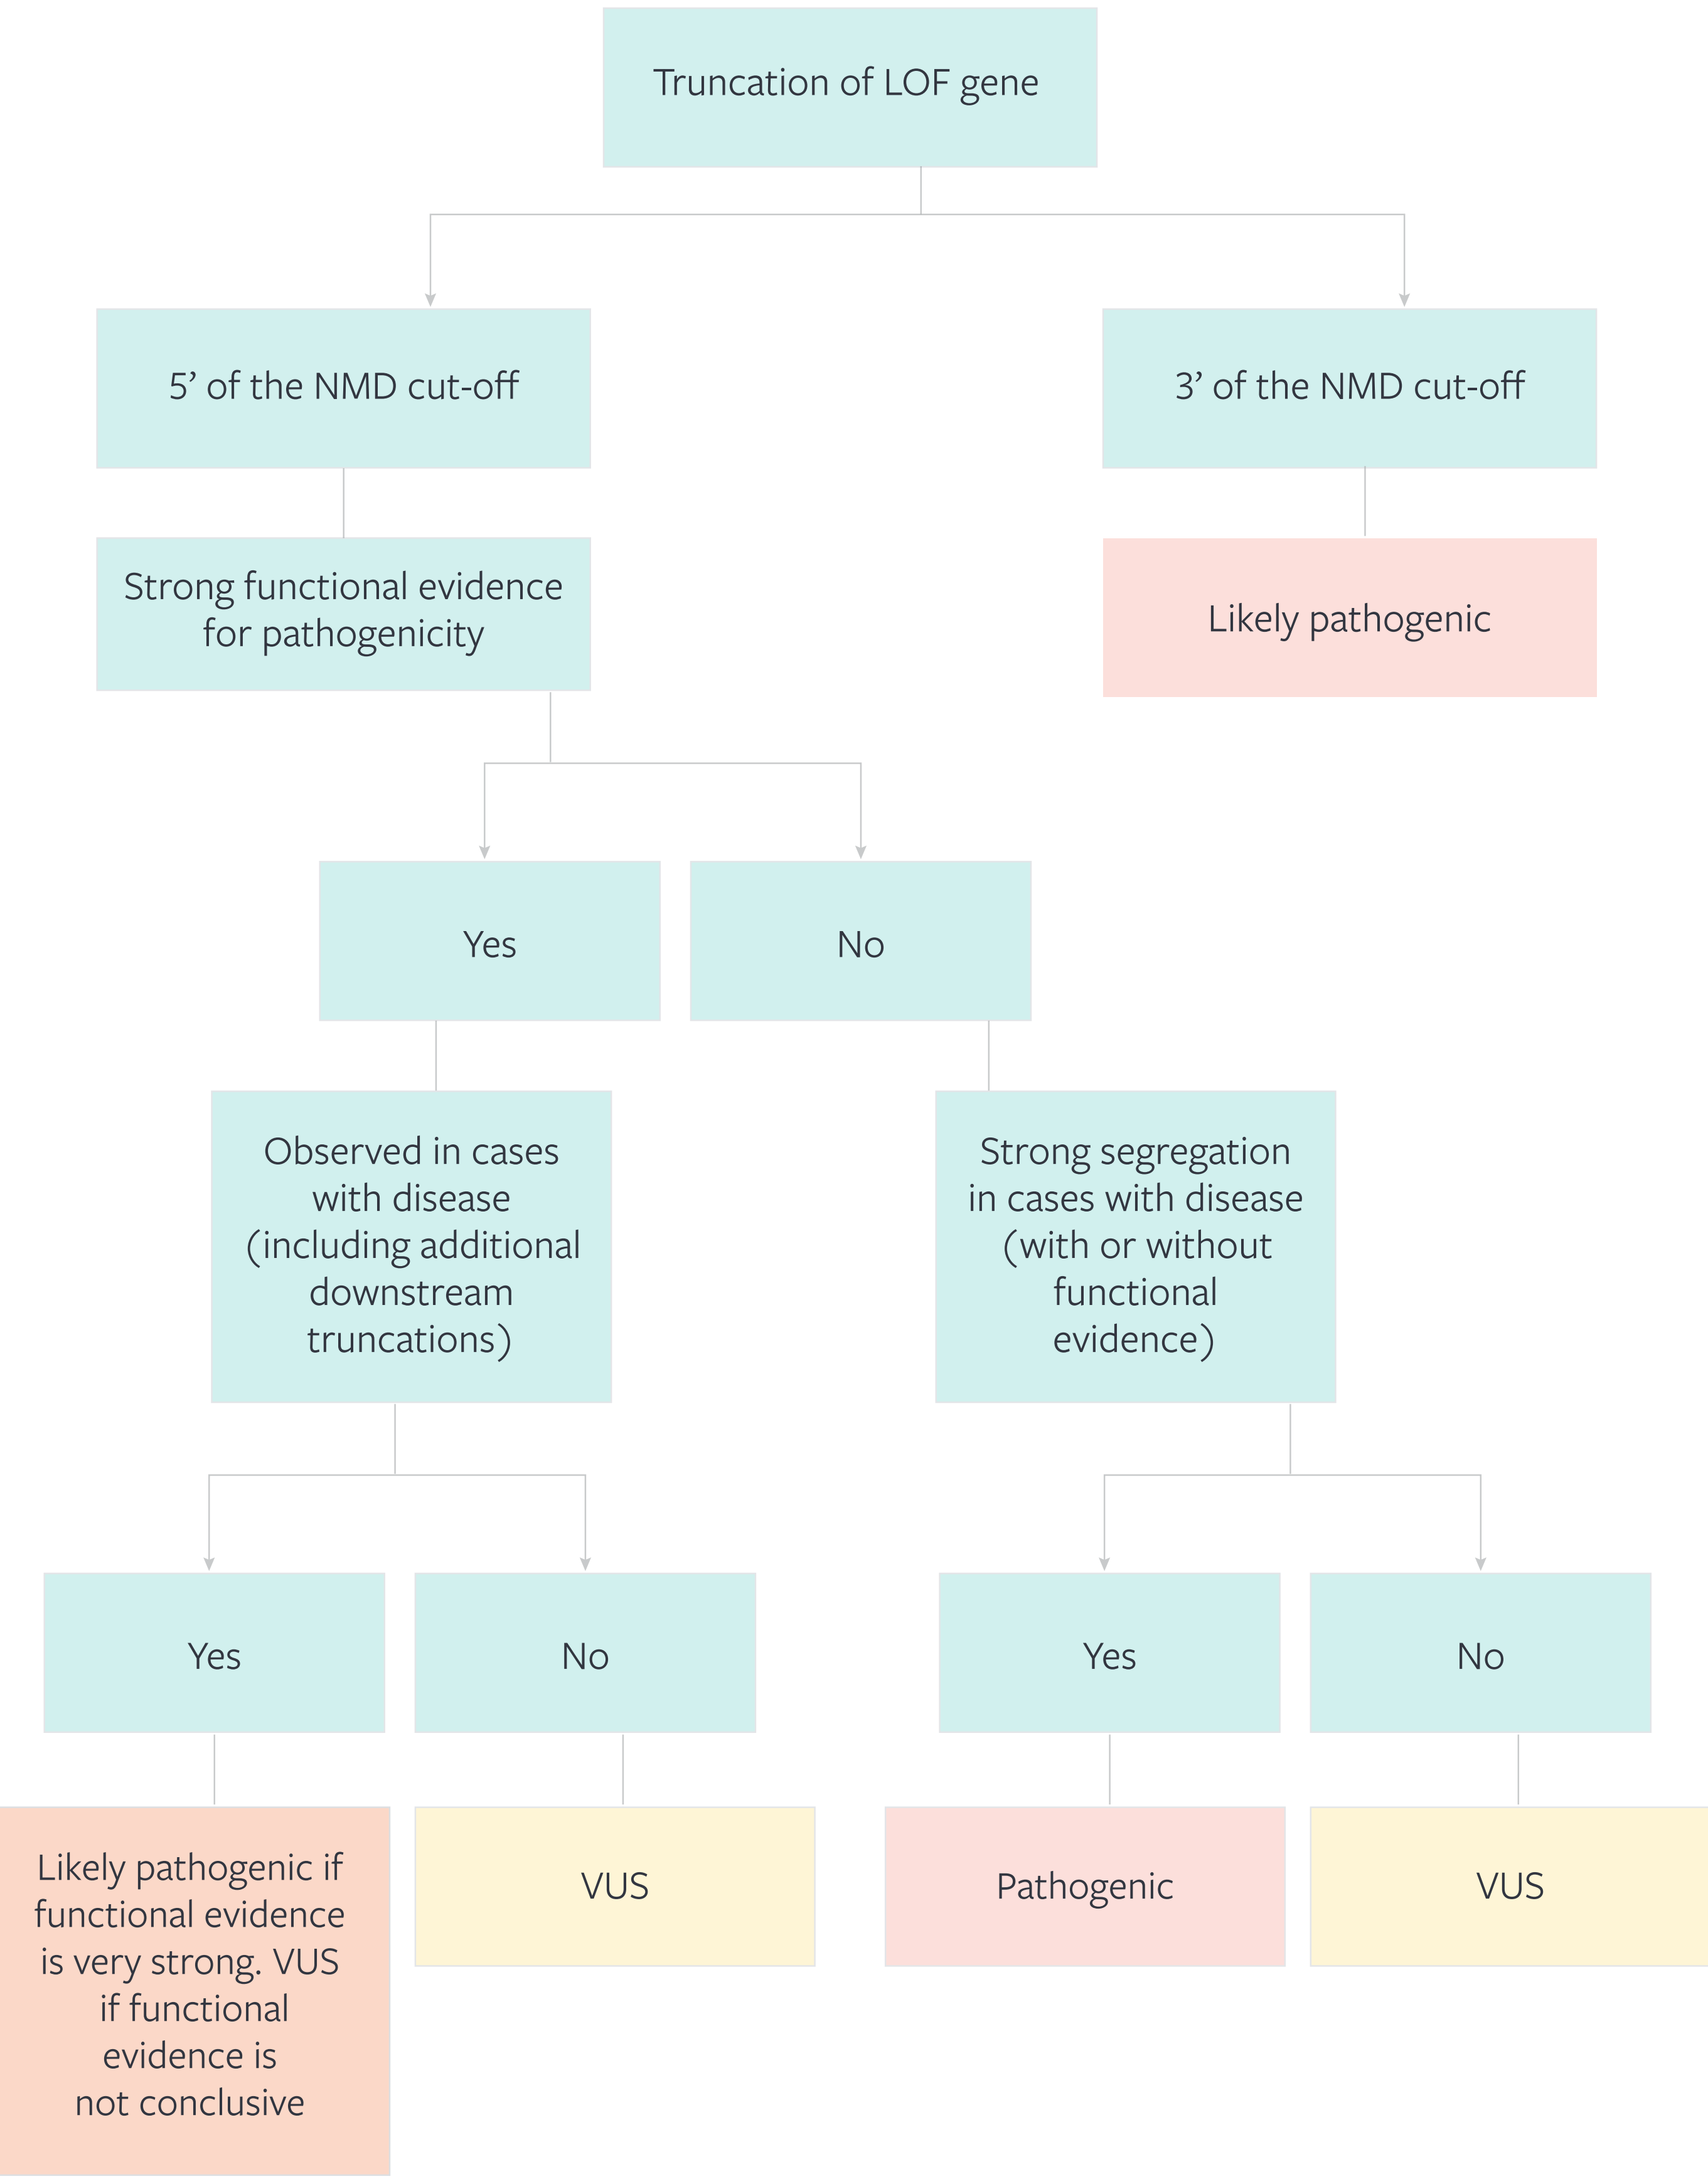 Truncation of LOF gene
5’ of the NMD cut-off
3’ of the NMD cut-off
Strong functional evidence
for pathogenicity
Likely pathogenic
Yes
No
Observed in cases
with disease
(including additional
downstream
truncations)
Strong segregation
in cases with disease
(with or without
functional
evidence)
Yes
No
Yes
No
Likely pathogenic if
functional evidence
is very strong. VUS
if functional
evidence is
not conclusive
VUS
Pathogenic
VUS